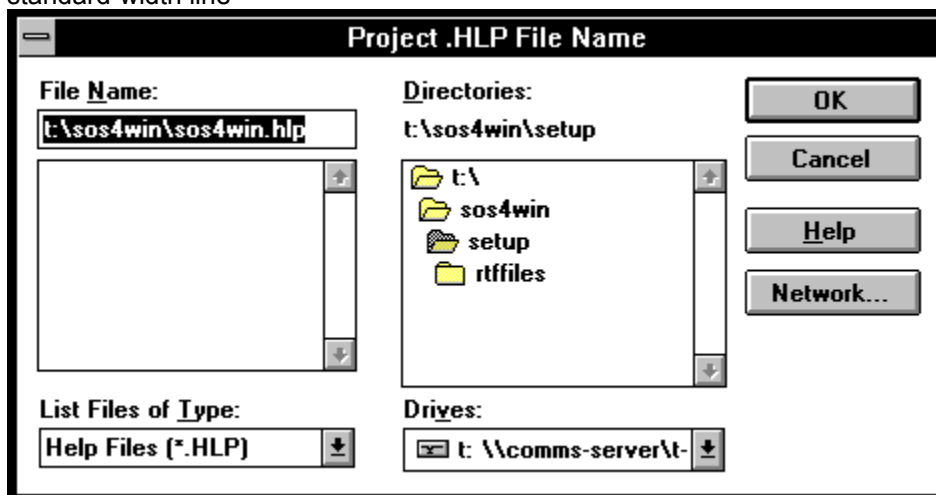 standard-width line
Project .HLP File Name
File Name:
t:\sos4win\sos4win.hlp
List Files of Type:
Help Files (*.HLP)
Directories:
t:\sos4win\setup
t:\
sos4win
setup
rtffiles
Drives:
t: \\comms-server\t-
OK
Cancel
Help
Network...